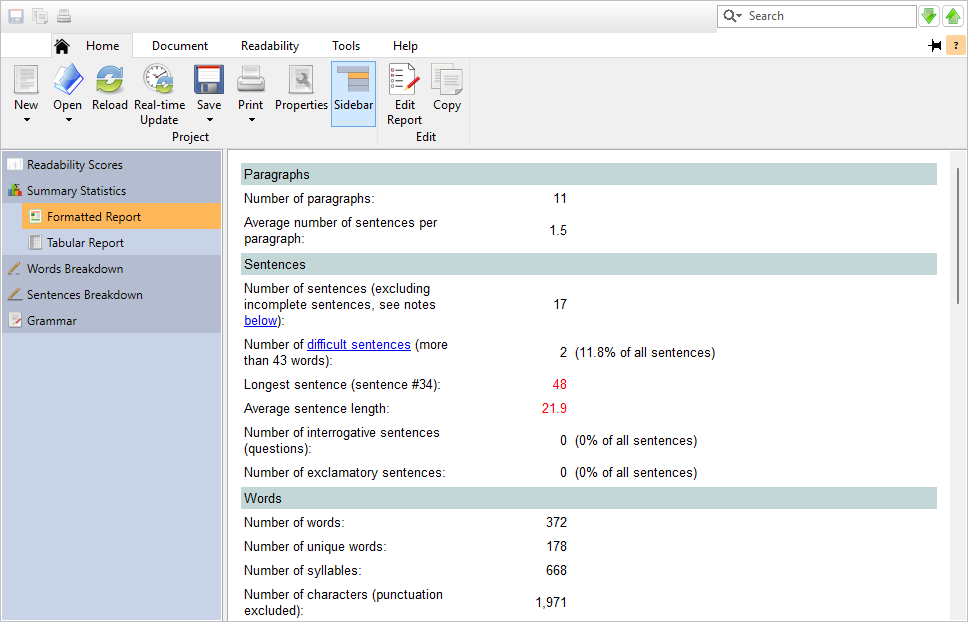 Search
Home
Document
Readability
Tools
Help
?
New
Open
Reload
Real-time
Update
Save
Print
Properties
Sidebar
Edit
Report
Copy
Project
Edit
Readability Scores
Summary Statistics
Formatted Report
Tabular Report
Words Breakdown
Sentences Breakdown
Grammar
Paragraphs
Number of paragraphs: 11
Average number of sentences per
paragraph: 1.5
Sentences
Number of sentences (excluding
incomplete sentences, see notes 17
below):
Number of difficult sentences (more
than 43 words): 2 (11.8% of all sentences)
Longest sentence (sentence #34): 48
Average sentence length: 21.9
Number of interrogative sentences
(questions): 0 (0% of all sentences)
Number of exclamatory sentences: 0 (0% of all sentences)
Words
Number of words: 372
Number of unique words: 178
Number of syllables: 668
Number of characters (punctuation
excluded): 1,971